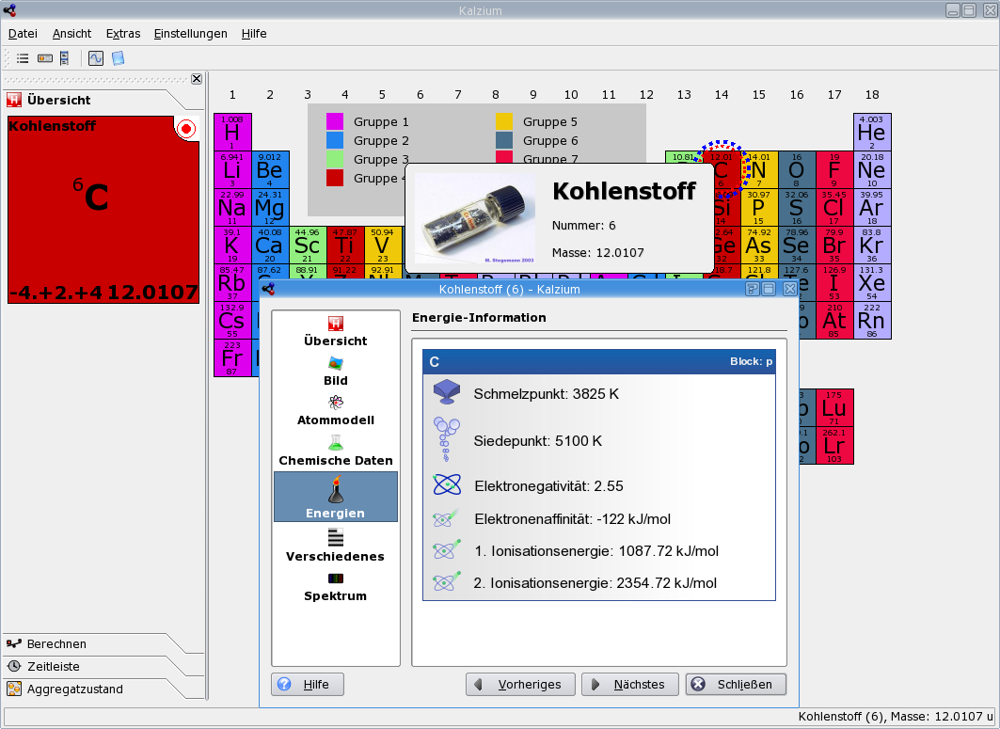 Kalzium
Datei Ansicht Extras Einstellungen Hilfe
Übersicht
Kohlenstoff
6
C
-4.+2.+4 12.0107
Berechnen
Zeitleiste
Aggregatzustand
1 2 3 4 5 6 7 8 9 10 11 12 13 14 15 16 17 18
Gruppe 1 Gruppe 5
Gruppe 2 Gruppe 6
Gruppe 3 Gruppe 7
Gruppe
1.008 4.003
H He
1 2
6.941 9.012 10.81 12.01 14.01 16 19 20.18
Li Be C N O F Ne
3 4 6 7 8 9 10
22.99 24.31 30.97 32.06 35.45 39.95
Na Mg Si P S Cl Ar
11 12 14 15 16 17 18
39.1 40.08 44.96 47.87 50.94 74.92 78.96 79.9 83.8
K Ca Sc Ti V Ge As Se Br Kr
19 20 21 22 23 33 34 35 36
85.47 87.62 88.91 91.22 92.91 121.8 127.6 126.9 131.3
Rb I Xe
37 53 54
132.9 210 222
Cs At Rn
55 85 86
223
Fr
87
175
Lu
71
262.1
Lr
103
Kohlenstoff
Nummer: 6
Masse: 12.0107
M. Stegemann 2003
Kohlenstoff (6) - Kalzium
Übersicht
Bild
Atommodell
Chemische Daten
Energien
Verschiedenes
Spektrum
Energie-Information
C Block: p
Schmelzpunkt: 3825 K
Siedepunkt: 5100 K
Elektronegativität: 2.55
Elektronenaffinität: -122 kJ/mol
1. Ionisationsenergie: 1087.72 kJ/mol
2. Ionisationsenergie: 2354.72 kJ/mol
Hilfe Vorheriges Nächstes Schließen
Kohlenstoff (6), Masse: 12.0107 u